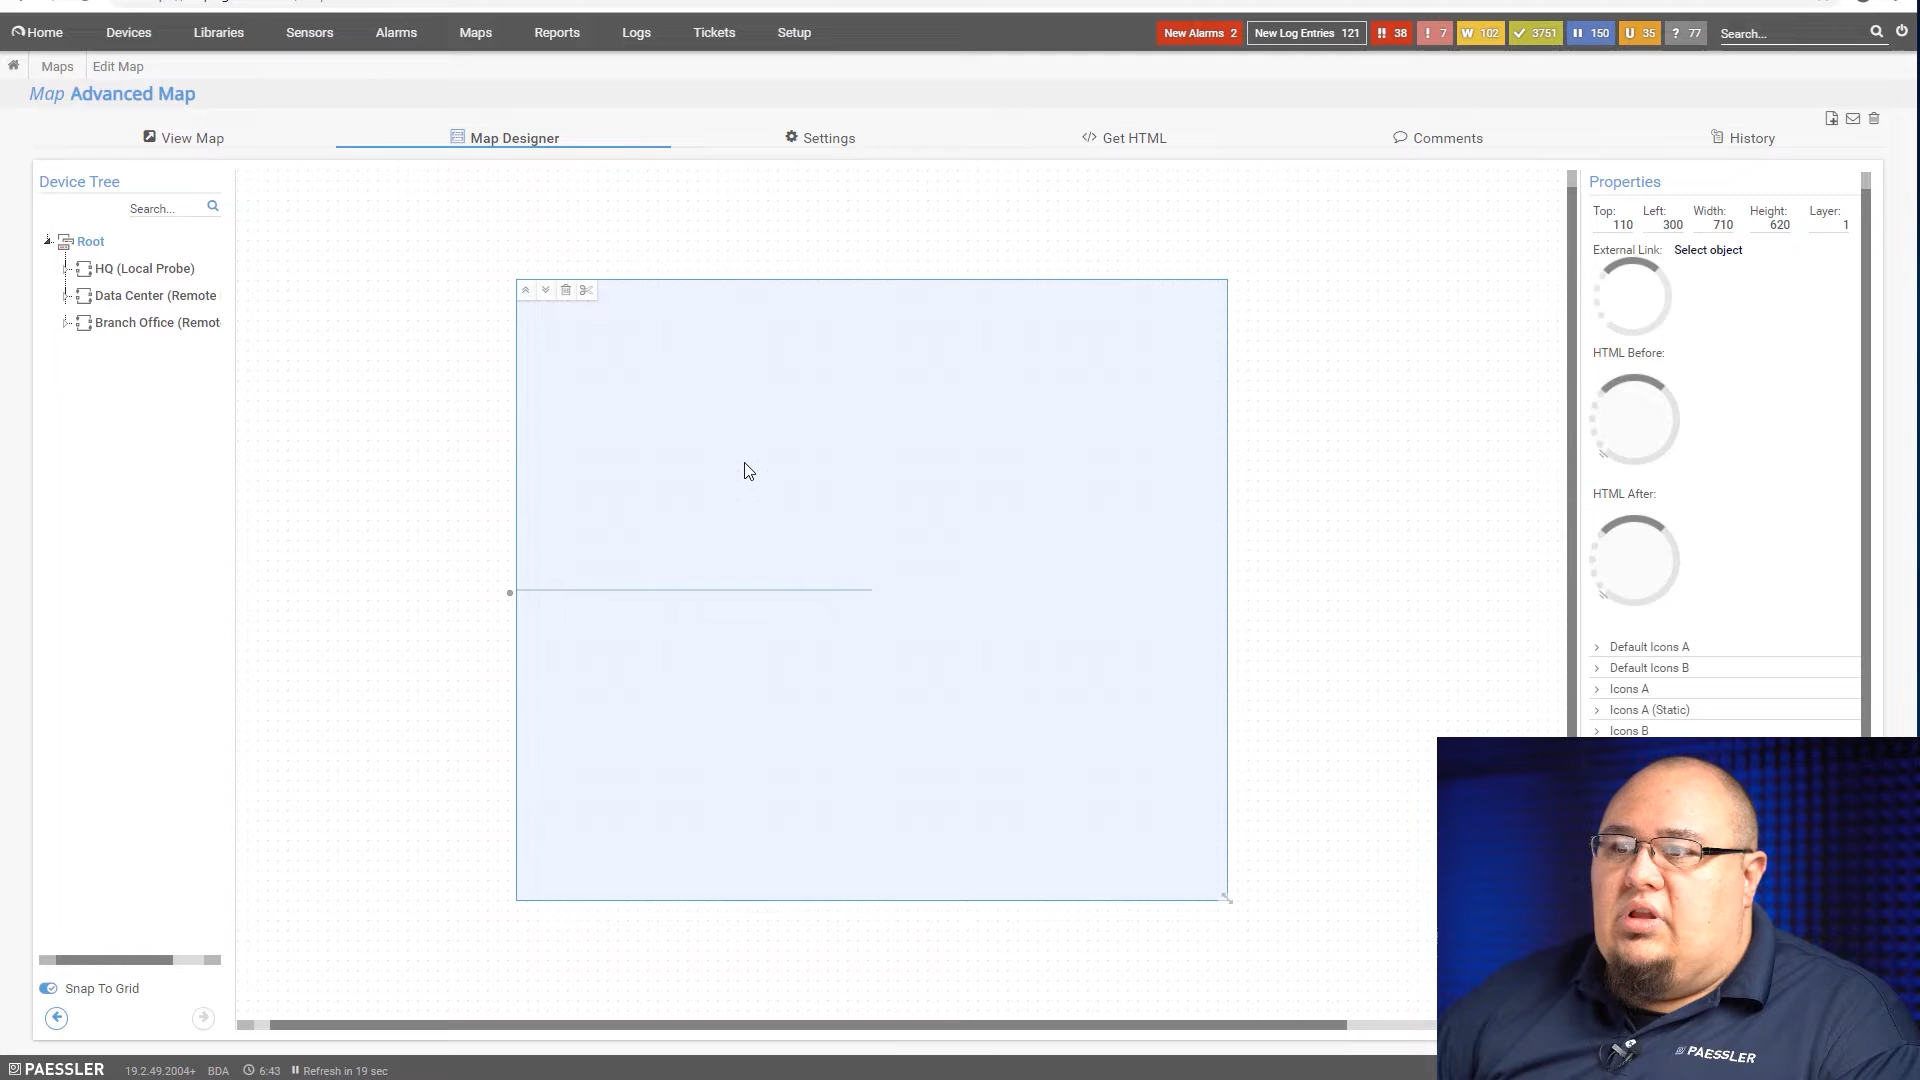 Home Devices Libraries Sensors Alarms Maps Reports Logs Tickets Setup New Alarms 2 New Log Entries 121 !! 38 ! 7 W 102 3751 150 U 35 ? 77 Search...
Maps Edit Map
Map Advanced Map
View Map Map Designer Settings </> Get HTML Comments History
Device Tree
Search...
Root
HQ (Local Probe)
Data Center (Remote
Branch Office (Remot
Snap To Grid
Properties
Top: Left: Width: Height: Layer:
110 300 710 620 1
External Link: Select object
HTML Before:
HTML After:
Default Icons A
Default Icons B
Icons A
Icons A (Static)
Icons B
PAESSLER
PAESSLER 19.2.49.2004+ BDA 6:43 Refresh in 19 sec